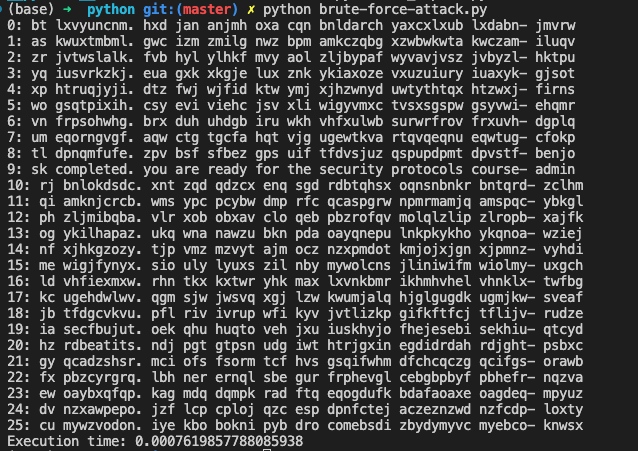 (base) ➜ python git:(master) ✗ python brute-force-attack.py
0: bt lxvyuncnm. hxd jan anjmh oxa cqn bnldarch yaxcxlxub lxdabn- jmvrw
1: as kwuxtmbml. gwc izm zmilg nwz bpm amkczqbg xzwbwkwta kwczam- iluqv
2: zr jvtwslalk. fvb hyl ylhkf mvy aol zljbypaf wyvavjvsz jvbyzl- hktpu
3: yq iusvrkzkj. eua gxk xkgje lux znk ykiaxoze vxuzuiury iuaxyk- gjsot
4: xp htruqjyji. dtz fwj wjfid ktw ymj xjhzwnyd uwtythtqx htzwxj- firns
5: wo gsqtpixih. csy evi viehc jsv xli wigyvmxc tvsxsgspw gsyvwi- ehqmr
6: vn frpsohwhg. brx duh uhdgb iru wkh vhfxulwb surwrfrov frxuvh- dgplq
7: um eqorngvgf. aqw ctg tgcfa hqt vjg ugewtkva rtqvqeqnu eqwtug- cfokp
8: tl dpnqmfufe. zpv bsf sfbez gps uif tfdvsjuz qspupdpmt dpvstf- benjo
9: sk completed. you are ready for the security protocols course- admin
10: rj bnlokdsdc. xnt zqd qdzcx enq sgd rdbtqhsx oqnsnbnkr bntqrd- zclhm
11: qi amknjcrcb. wms ypc pcybw dmp rfc qcaspgrw npmrmamjq amspqc- ybkgl
12: ph zljmibqba. vlr xob obxav clo qeb pbzrofqv molqlzlip zlropb- xajfk
13: og ykilhapaz. ukq wna nawzu bkn pda oayqnepu lnkpkykho ykqnoa- wziej
14: nf xjhkgzozy. tjp vmz mzvyt ajm ocz nzxpmdot kmjojxjgn xjpmnz- vyhdi
15: me wigjfynyx. sio uly lyuxs zil nby mywolcns jliniwifm wiolmy- uxgch
16: ld vhfiexmxw. rhn tkx kxtwr yhk max lxvnkbmr ikhmhvhel vhnklx- twfbg
17: kc ugehdwlwv. qgm sjw jwsvq xgj lzw kwumjalq hjglgugdk ugmjkw- sveaf
18: jb tfdgcvkvu. pfl riv ivrup wfi kyv jvtlizkp gifkftfcj tflijv- rudze
19: ia secfbujut. oek qhu huqto veh jxu iuskhyjo fhejesebi sekhiu- qtcyd
20: hz rdbeatits. ndj pgt gtpsn udg iwt htrjgxin egdidrdah rdjght- psbxc
21: gy qcadzshsr. mci ofs fsorm tcf hvs gsqifwhm dfchcqczg qcifgs- orawb
22: fx pbzcyrgrq. lbh ner ernql sbe gur frphevgl cebgbpbyf pbhefr- nqzva
23: ew oaybxqfqp. kag mdq dqmpk rad ftq eqogdufk bdafaoaxe oagdeq- mpyuz
24: dv nzxawpepo. jzf lcp cploj qzc esp dpnfctej aczeznzwd nzfcdp- loxty
25: cu mywzvodon. iye kbo bokni pyb dro comebsdi zbydymyvc myebco- knwsx
Execution time: 0.0007619857788085938